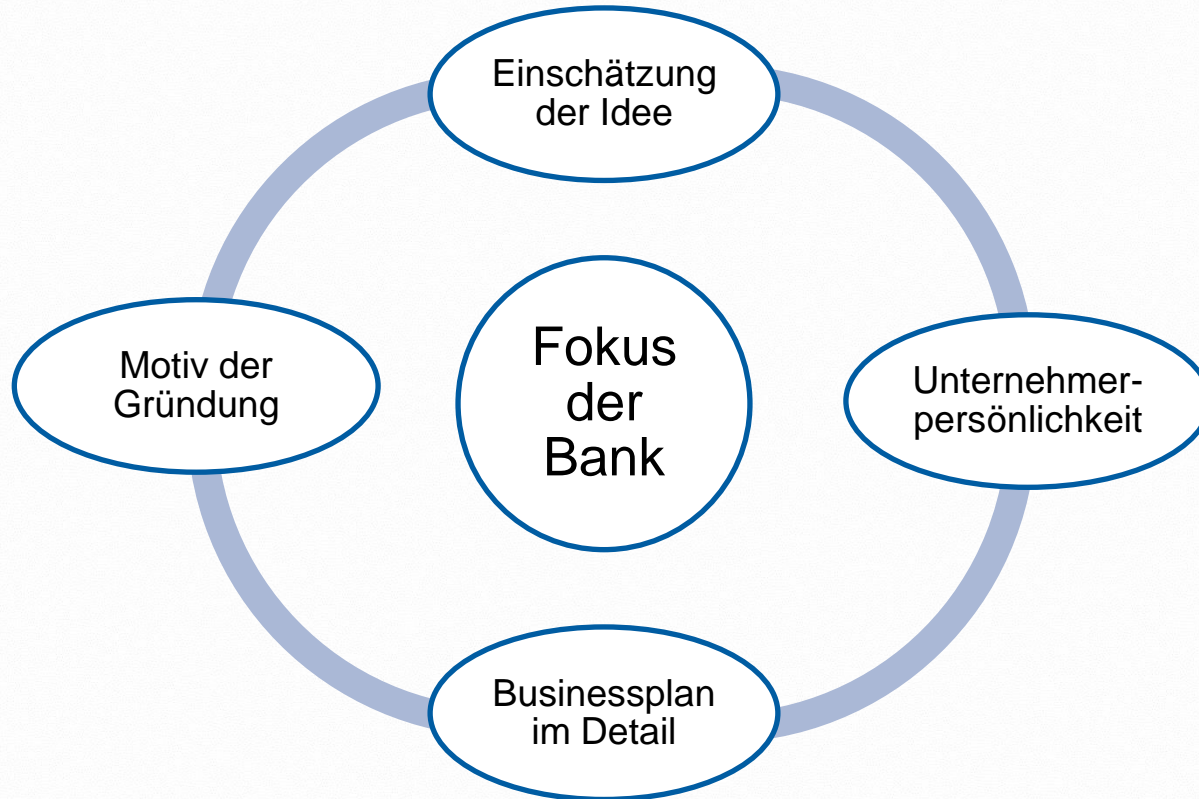 Einschätzung
der Idee
Motiv der
Gründung
Fokus
der
Bank
Unternehmer-
persönlichkeit
Businessplan
im Detail